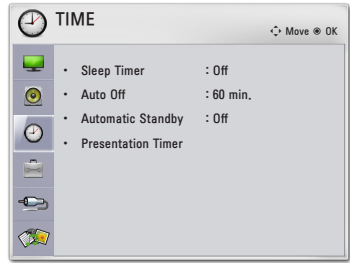 TIME
Move OK
• Sleep Timer : Off
• Auto Off : 60 min.
• Automatic Standby : Off
• Presentation Timer